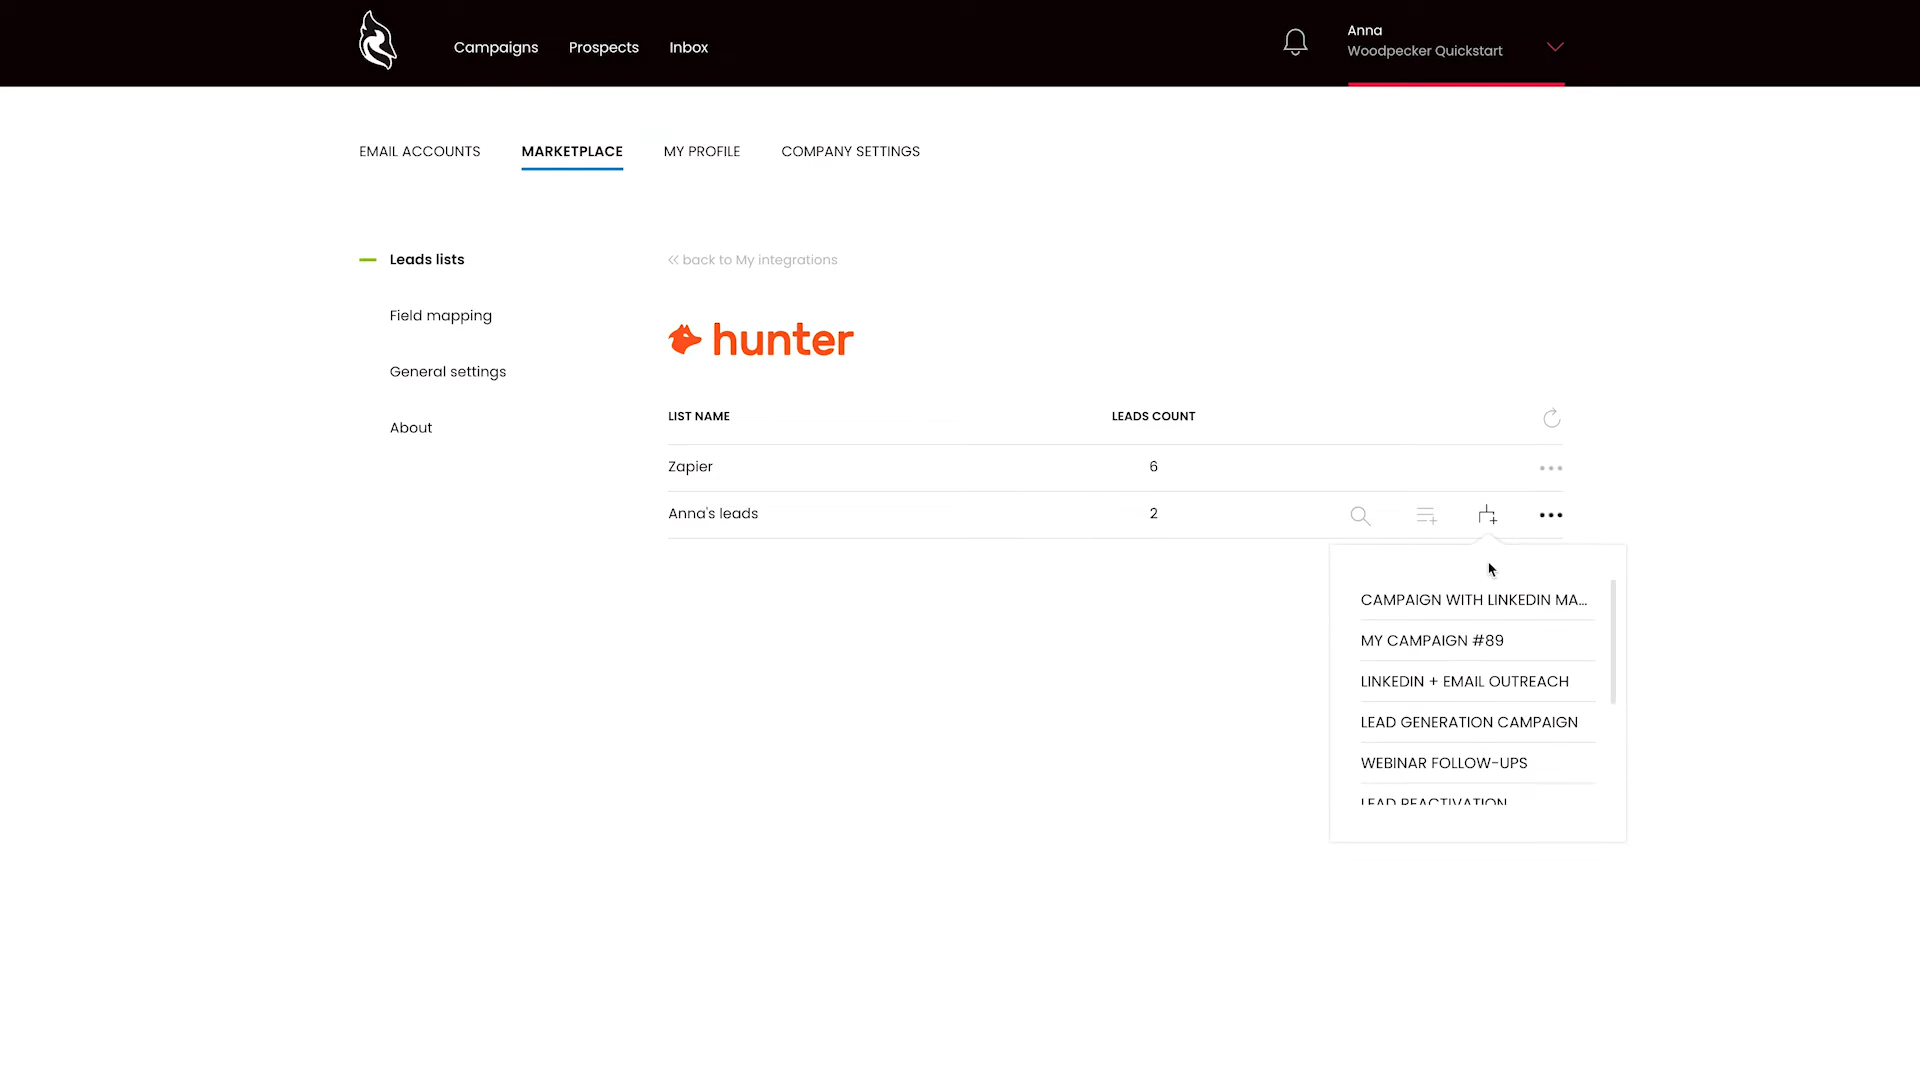 Campaigns Prospects Inbox
Anna
Woodpecker Quickstart
EMAIL ACCOUNTS MARKETPLACE MY PROFILE COMPANY SETTINGS
Leads lists
Field mapping
General settings
About
<< back to My integrations
hunter
LIST NAME LEADS COUNT
Zapier 6
Anna's leads 2
CAMPAIGN WITH LINKEDIN MA...
MY CAMPAIGN #89
LINKEDIN + EMAIL OUTREACH
LEAD GENERATION CAMPAIGN
WEBINAR FOLLOW-UPS
LEAD REACTIVATION